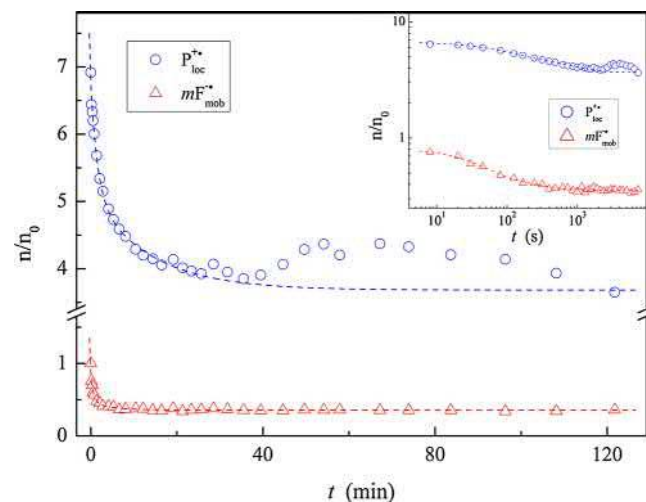 7
6
5
4
1
0
n/n₀
0
40
80
120
t (min)
P⁺•loc
mF⁻•mob
10
1
n/n₀
10¹
10²
10³
t (s)
P⁺•loc
mF⁻•mob